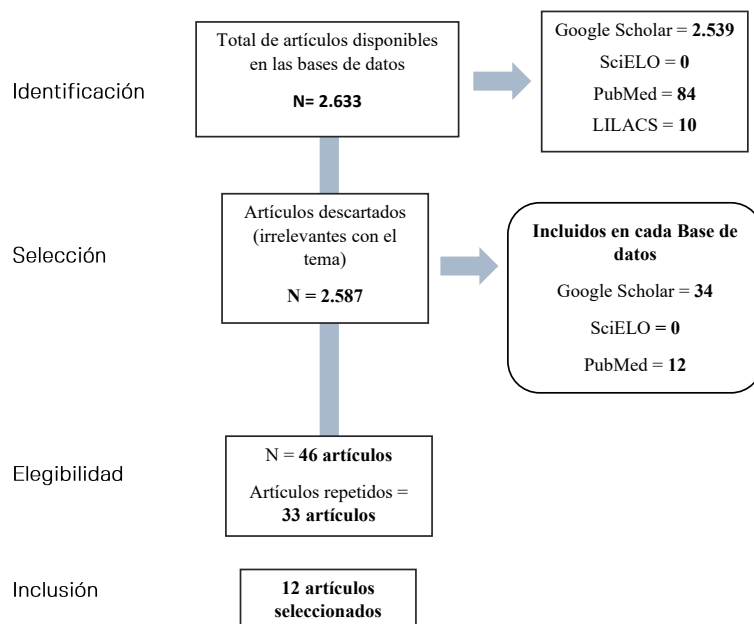 Identificación
Total de artículos disponibles
en las bases de datos
N= 2.633
Google Scholar = 2.539
SciELO = 0
PubMed = 84
LILACS = 10
Selección
Artículos descartados
(irrelevantes con el
tema)
N = 2.587
Incluidos en cada Base de
datos
Google Scholar = 34
SciELO = 0
PubMed = 12
Elegibilidad
N = 46 artículos
Artículos repetidos =
33 artículos
Inclusión
12 artículos
seleccionados